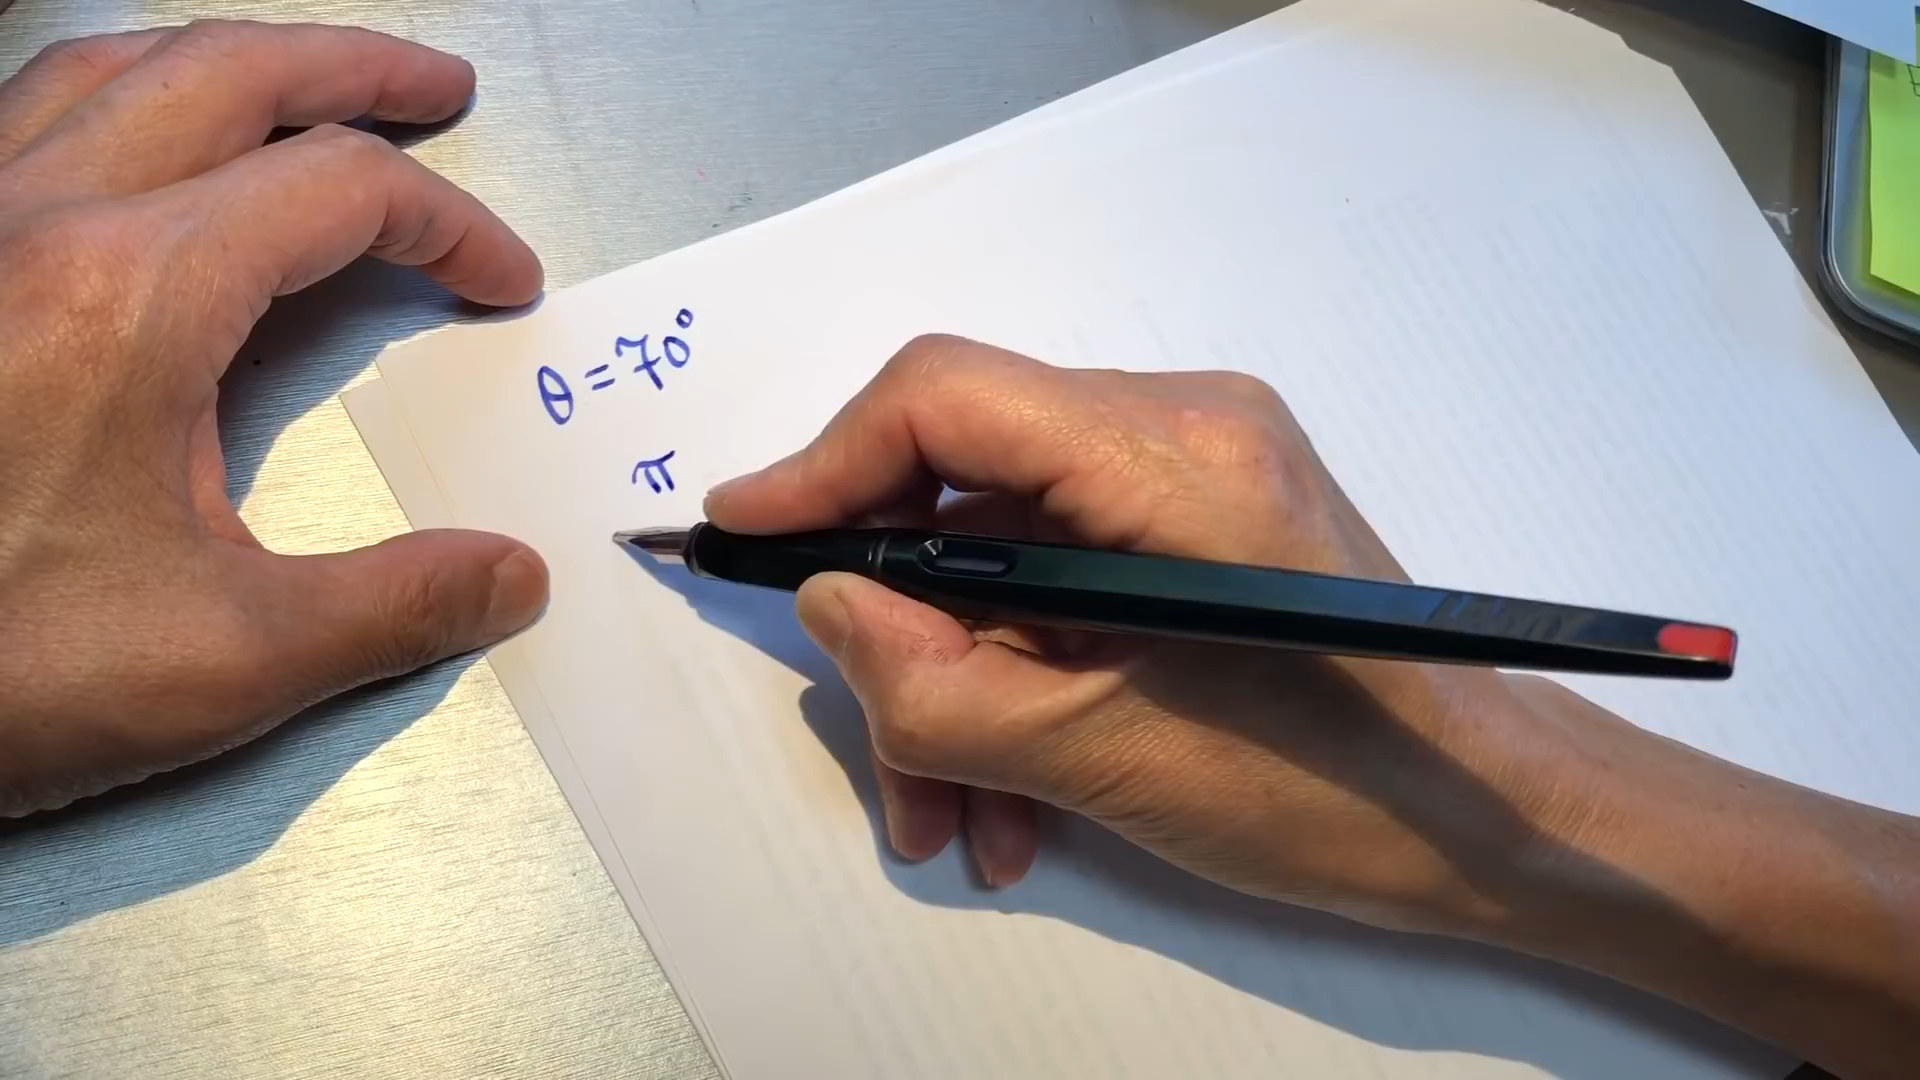 θ = 70°
π